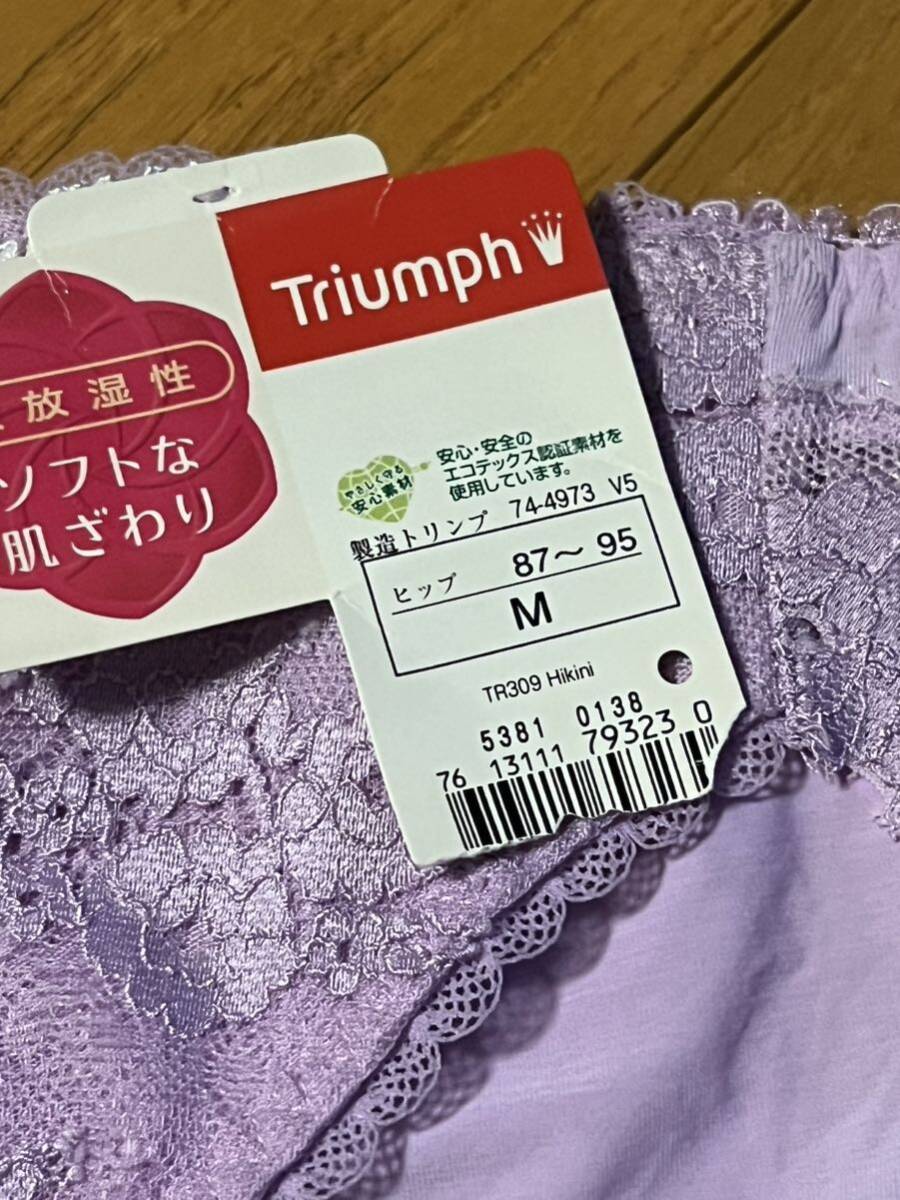 放湿性
ソフトな
肌ざわり
Triumph
やさしく守る
安心素材
安心・安全の
エコテックス認証素材を
使用しています。
製造トリンプ 74-4973 V5
ヒップ 87〜95
M
TR309 Hikini
5381 0138
76 13111 79323 0